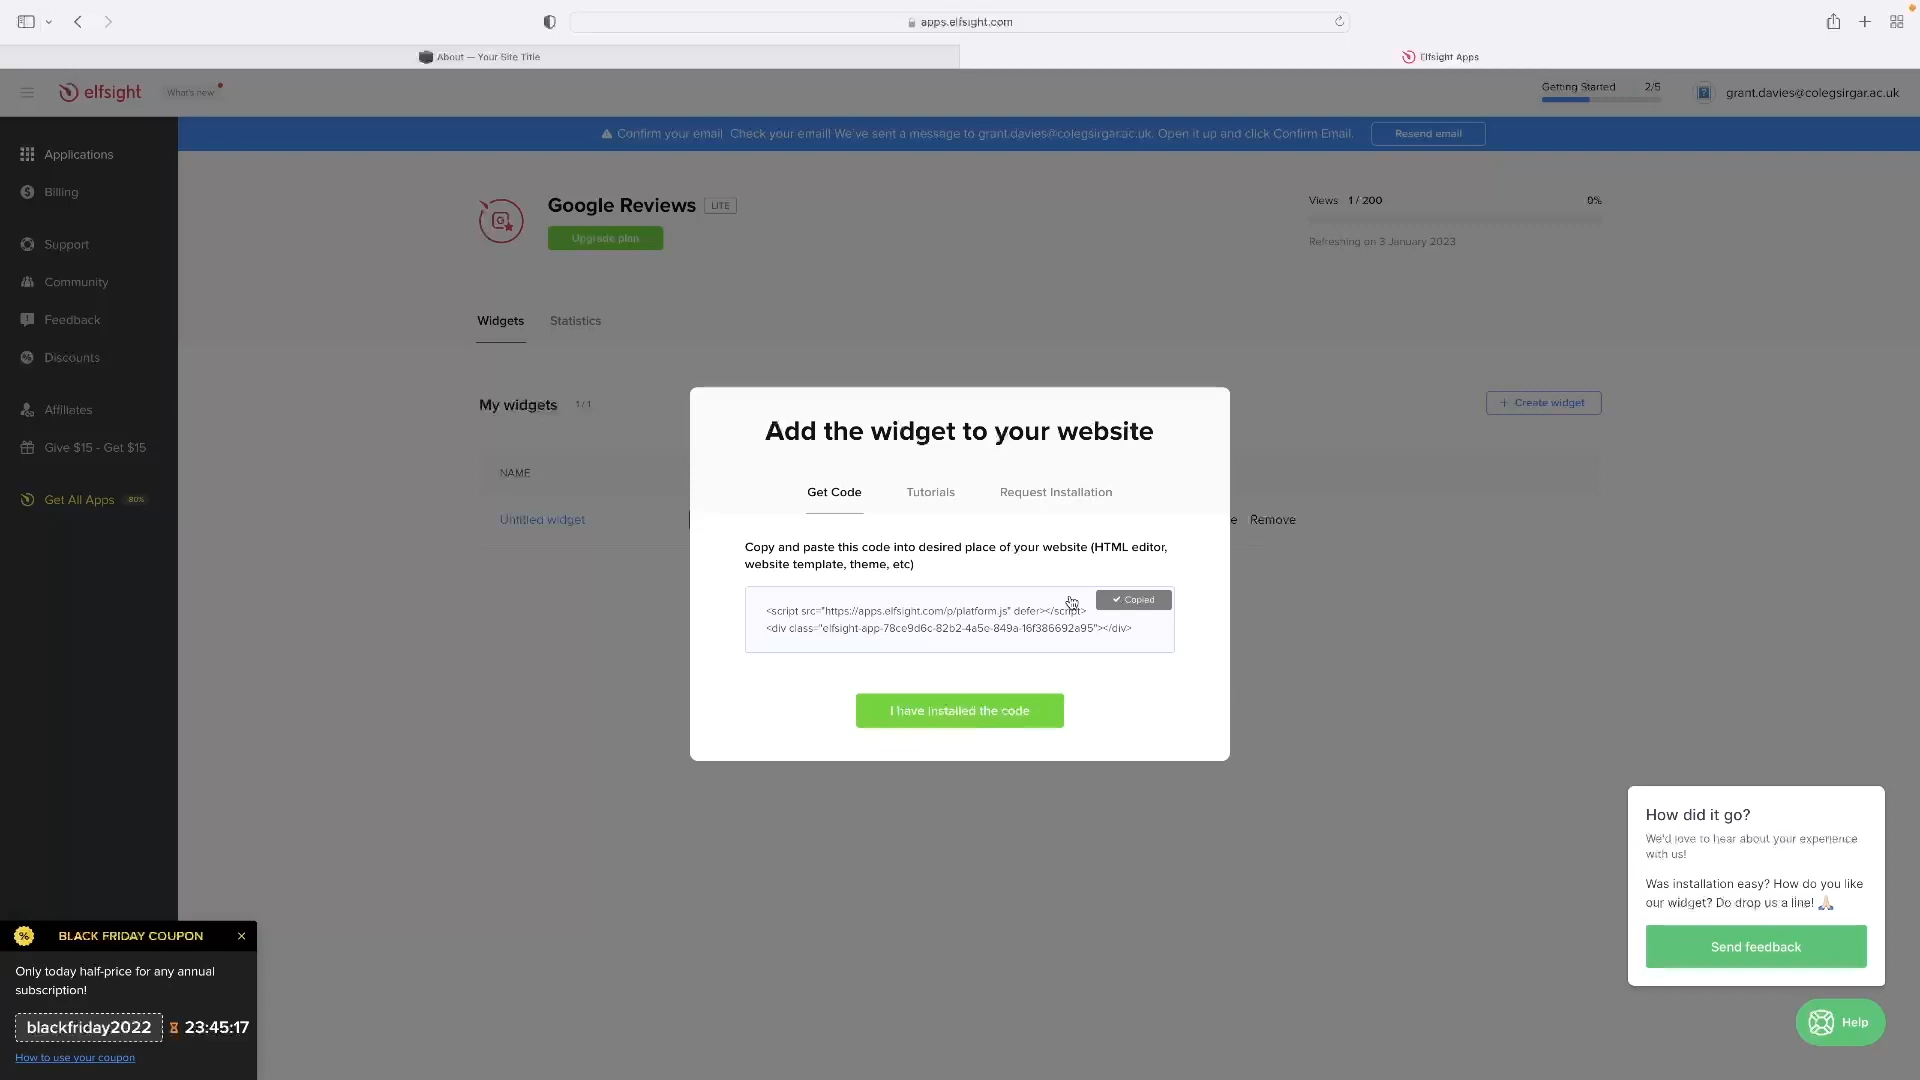 apps.elfsight.com
About — Your Site Title
Elfsight Apps
elfsight
What's new
Getting Started 2/5
grant.davies@colegsirgar.ac.uk
Confirm your email Check your email! We've sent a message to grant.davies@colegsirgar.ac.uk. Open it up and click Confirm Email.
Resend email
Applications
Billing
Support
Community
Feedback
Discounts
Affiliates
Give $15 - Get $15
Get All Apps 80%
Google Reviews LITE
Upgrade plan
Views 1 / 200 0%
Refreshing on 3 January 2023
Widgets Statistics
My widgets 1 / 1
+ Create widget
NAME
Untitled widget
e Remove
Add the widget to your website
Get Code Tutorials Request Installation
Copy and paste this code into desired place of your website (HTML editor,
website template, theme, etc)
Copied
<script src="https://apps.elfsight.com/p/platform.js" defer></script>
<div class="elfsight-app-78ce9d6c-82b2-4a5e-849a-16f386692a95"></div>
I have installed the code
How did it go?
We'd love to hear about your experience
with us!
Was installation easy? How do you like
our widget? Do drop us a line! 🙏🏻
Send feedback
Help
BLACK FRIDAY COUPON
Only today half-price for any annual
subscription!
blackfriday2022 23:45:17
How to use your coupon